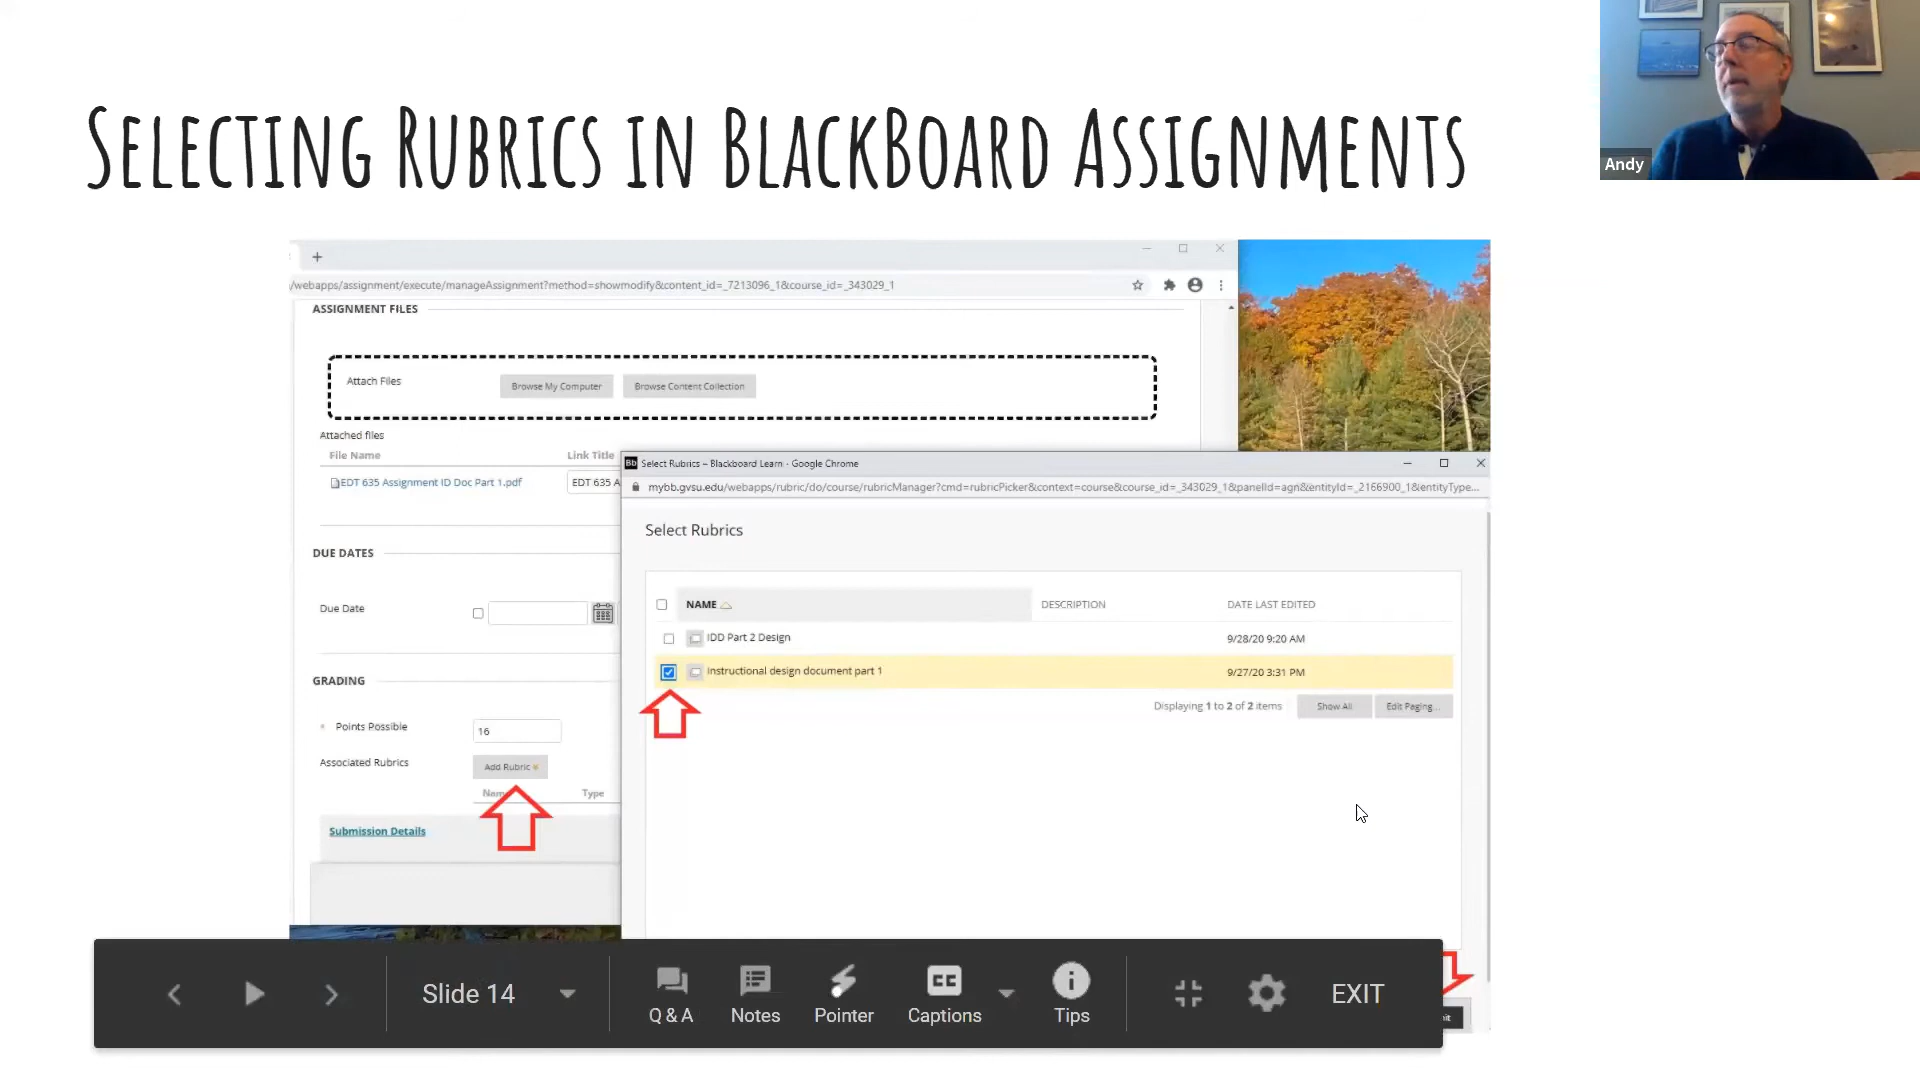 Selecting Rubrics in BlackBoard Assignments
Andy
/webapps/assignment/execute/manageAssignment?method=showmodify&content_id=_7213096_1&course_id=_343029_1
ASSIGNMENT FILES
Attach Files
Browse My Computer
Browse Content Collection
Attached files
File Name
Link Title
EDT 635 Assignment ID Doc Part 1.pdf
EDT 635 A
DUE DATES
Due Date
GRADING
* Points Possible
16
Associated Rubrics
Add Rubric
Name
Type
Submission Details
Bb Select Rubrics – Blackboard Learn - Google Chrome
mybb.gvsu.edu/webapps/rubric/do/course/rubricManager?cmd=rubricPicker&context=course&course_id=_343029_1&panelId=agn&entityId=_2166900_1&entityType...
Select Rubrics
NAME
DESCRIPTION
DATE LAST EDITED
IDD Part 2 Design
9/28/20 9:20 AM
Instructional design document part 1
9/27/20 3:31 PM
Displaying 1 to 2 of 2 items
Show All
Edit Paging...
Slide 14
Q & A
Notes
Pointer
CC
Captions
Tips
EXIT